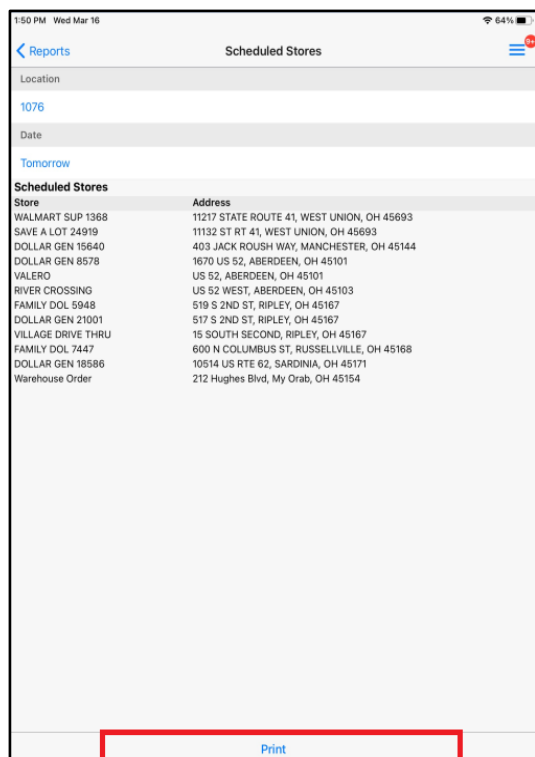 1:50 PM Wed Mar 16 64%
Reports Scheduled Stores 9+
Location
1076
Date
Tomorrow
Scheduled Stores
Store Address
WALMART SUP 1368 11217 STATE ROUTE 41, WEST UNION, OH 45693
SAVE A LOT 24919 11132 ST RT 41, WEST UNION, OH 45693
DOLLAR GEN 15640 403 JACK ROUSH WAY, MANCHESTER, OH 45144
DOLLAR GEN 8578 1670 US 52, ABERDEEN, OH 45101
VALERO US 52, ABERDEEN, OH 45101
RIVER CROSSING US 52 WEST, ABERDEEN, OH 45103
FAMILY DOL 5948 519 S 2ND ST, RIPLEY, OH 45167
DOLLAR GEN 21001 517 S 2ND ST, RIPLEY, OH 45167
VILLAGE DRIVE THRU 15 SOUTH SECOND, RIPLEY, OH 45167
FAMILY DOL 7447 600 N COLUMBUS ST, RUSSELLVILLE, OH 45168
DOLLAR GEN 18586 10514 US RTE 62, SARDINIA, OH 45171
Warehouse Order 212 Hughes Blvd, My Orab, OH 45154
Print